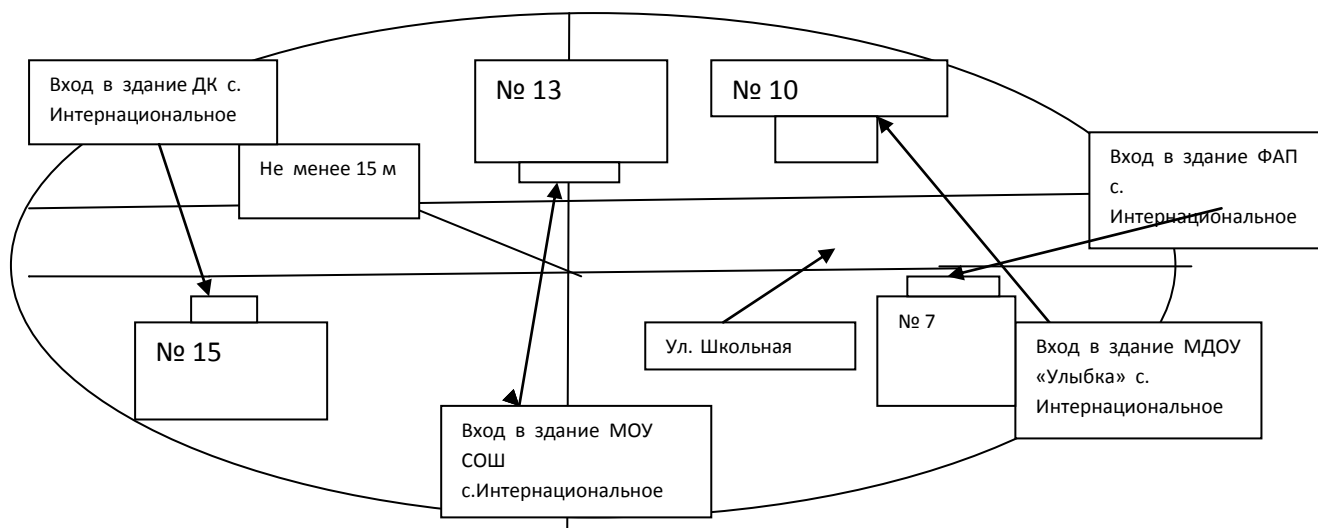 Вход в здание ДК с.
Интернациональное
№ 13
№ 10
Не менее 15 м
Вход в здание ФАП
с.
Интернациональное
№ 15
Ул. Школьная
№ 7
Вход в здание МДОУ
«Улыбка» с.
Интернациональное
Вход в здание МОУ
СОШ
с.Интернациональное